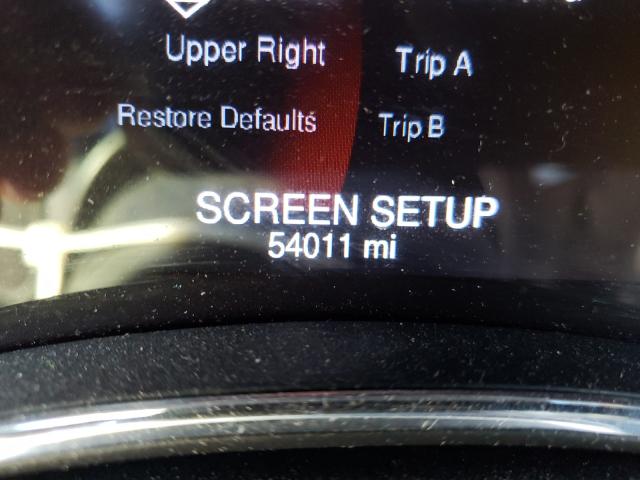 Upper Right Trip A
Restore Defaults Trip B
SCREEN SETUP
54011 mi